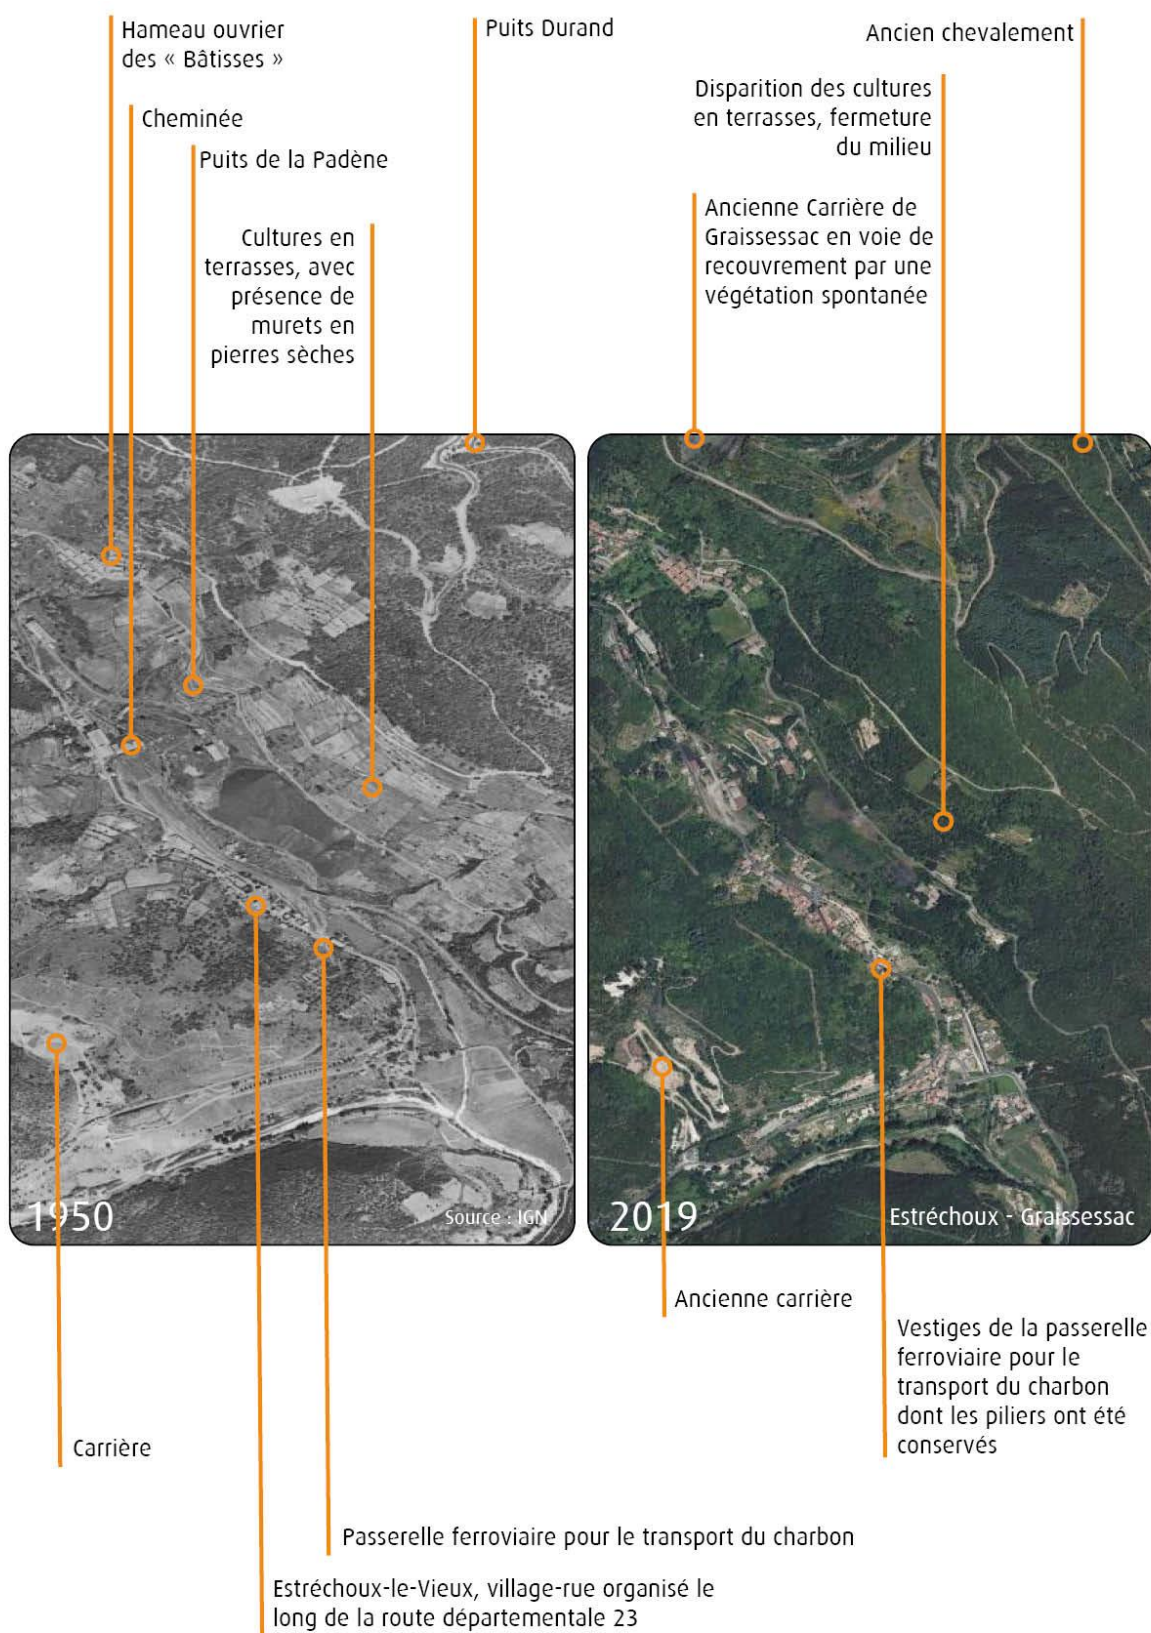 Hameau ouvrier
des « Bâtisses »
Cheminée
Puits de la Padène
Cultures en
terrasses, avec
présence de
murets en
pierres sèches
Puits Durand
Ancien chevalement
Disparition des cultures
en terrasses, fermeture
du milieu
Ancienne Carrière de
Graissessac en voie de
recouvrement par une
végétation spontanée
1950
Source : IGN
2019
Estréchoux - Graissessac
Ancienne carrière
Vestiges de la passerelle
ferroviaire pour le
transport du charbon
dont les piliers ont été
conservés
Carrière
Passerelle ferroviaire pour le transport du charbon
Estréchoux-le-Vieux, village-rue organisé le
long de la route départementale 23